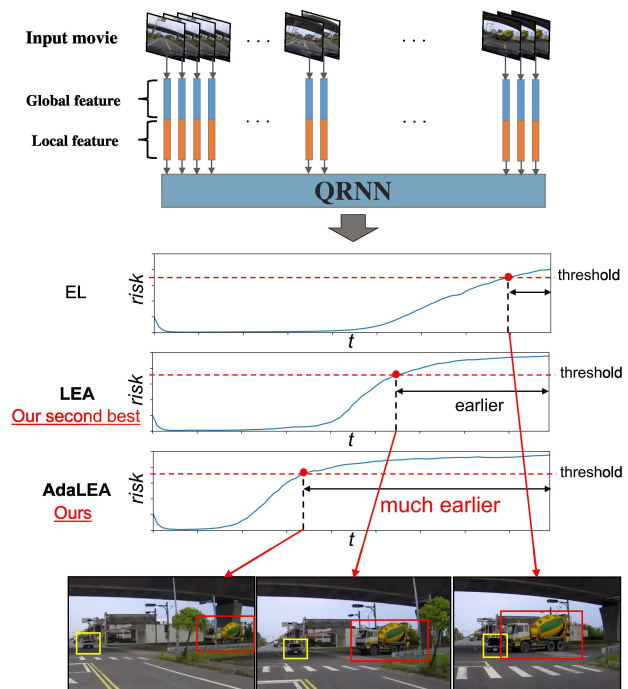 Input movie
. . .
. . .
Global feature
Local feature
. . .
. . .
QRNN
EL
risk
threshold
t
LEA
Our second best
risk
threshold
earlier
t
AdaLEA
Ours
risk
threshold
much earlier
t